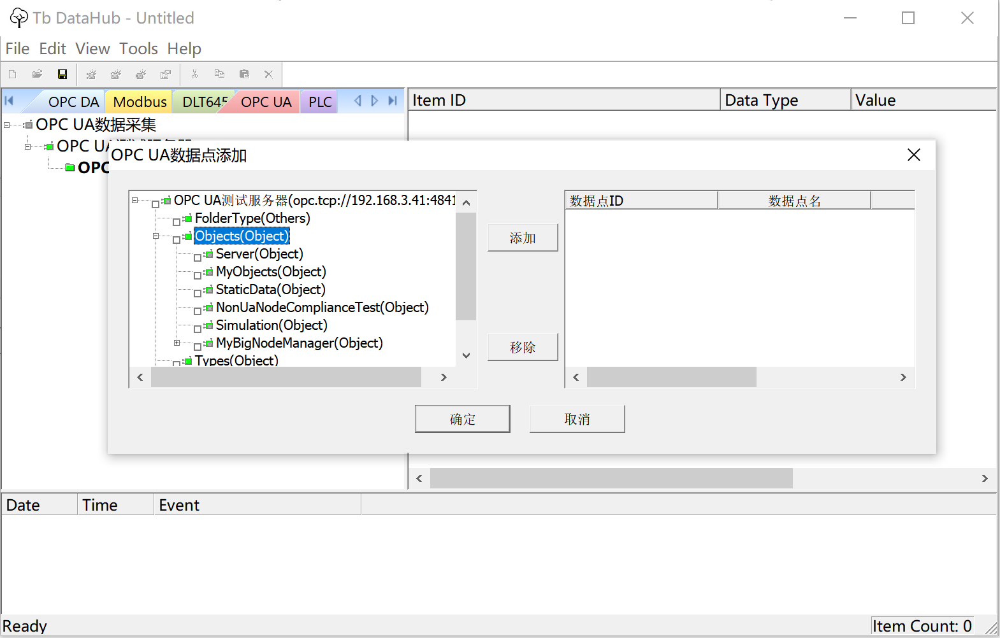 Tb DataHub - Untitled
File Edit View Tools Help
OPC DA Modbus DLT645 OPC UA PLC
Item ID Data Type Value
OPC UA数据采集
OPC UA
OPC
OPC UA数据点添加
OPC UA测试服务器(opc.tcp://192.168.3.41:4841
FolderType(Others)
Objects(Object)
Server(Object)
MyObjects(Object)
StaticData(Object)
NonUaNodeComplianceTest(Object)
Simulation(Object)
MyBigNodeManager(Object)
Types(Object)
添加
移除
数据点ID 数据点名
确定 取消
Date Time Event
Ready Item Count: 0